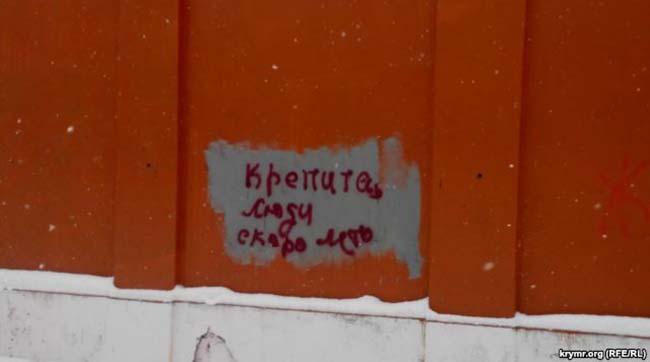 Крепитесь
люди
скоро лето
krymr.org (RFE/RL)